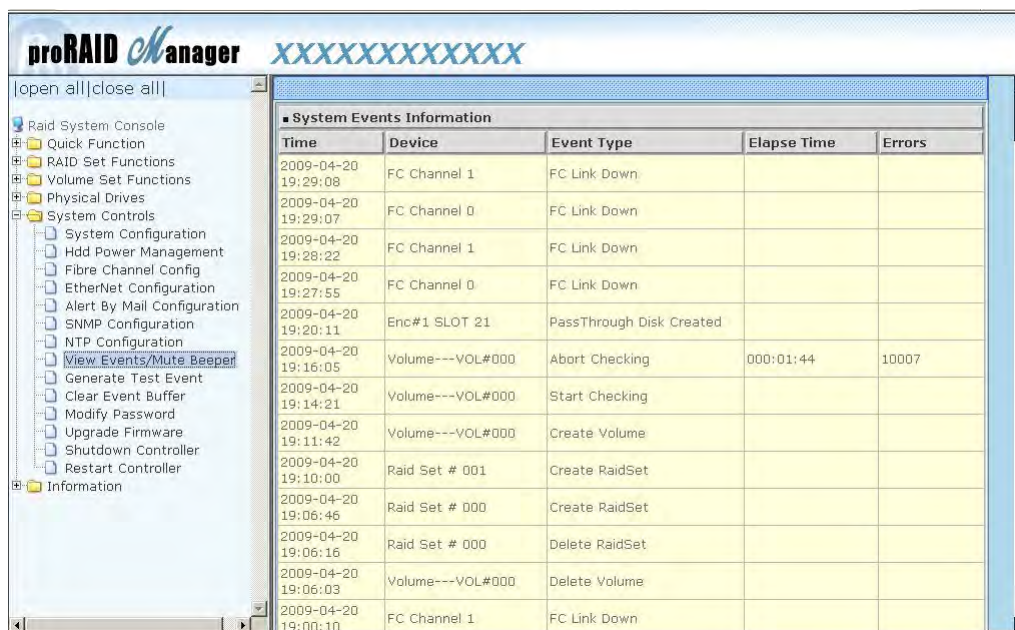 proRAID Manager XXXXXXXXXXXX
|open all|close all|
Raid System Console
Quick Function
RAID Set Functions
Volume Set Functions
Physical Drives
System Controls
System Configuration
Hdd Power Management
Fibre Channel Config
EtherNet Configuration
Alert By Mail Configuration
SNMP Configuration
NTP Configuration
View Events/Mute Beeper
Generate Test Event
Clear Event Buffer
Modify Password
Upgrade Firmware
Shutdown Controller
Restart Controller
Information
System Events Information
Time Device Event Type Elapse Time Errors
2009-04-20 19:29:08 FC Channel 1 FC Link Down
2009-04-20 19:29:07 FC Channel 0 FC Link Down
2009-04-20 19:28:22 FC Channel 1 FC Link Down
2009-04-20 19:27:55 FC Channel 0 FC Link Down
2009-04-20 19:20:11 Enc#1 SLOT 21 PassThrough Disk Created
2009-04-20 19:16:05 Volume---VOL#000 Abort Checking 000:01:44 10007
2009-04-20 19:14:21 Volume---VOL#000 Start Checking
2009-04-20 19:11:42 Volume---VOL#000 Create Volume
2009-04-20 19:10:00 Raid Set # 001 Create RaidSet
2009-04-20 19:06:46 Raid Set # 000 Create RaidSet
2009-04-20 19:06:16 Raid Set # 000 Delete RaidSet
2009-04-20 19:06:03 Volume---VOL#000 Delete Volume
2009-04-20 19:00:10 FC Channel 1 FC Link Down